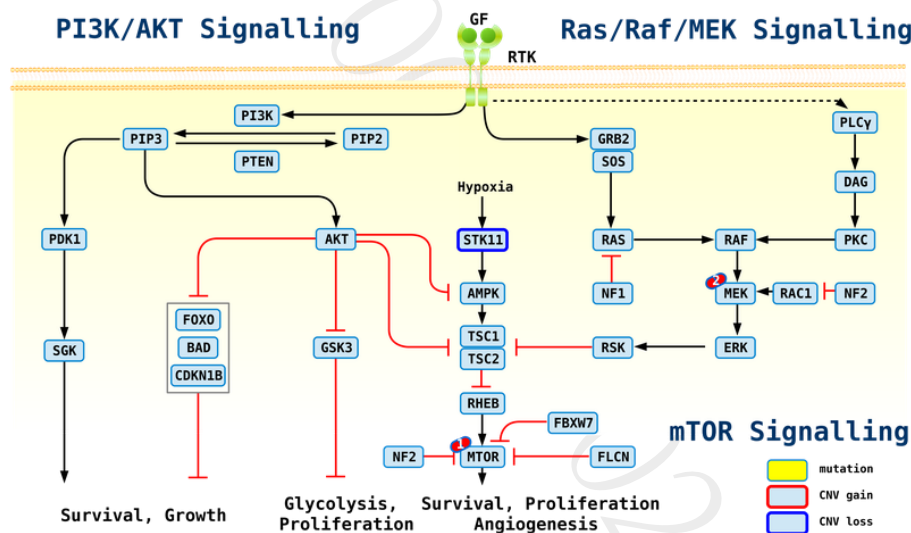 PI3K/AKT Signalling
GF
Ras/Raf/MEK Signalling
RTK
PI3K
PLCγ
PIP3
PIP2
GRB2
PTEN
SOS
Hypoxia
DAG
PDK1
AKT
STK11
RAS
RAF
PKC
2
AMPK
NF1
MEK
RAC1
NF2
FOXO
TSC1
SGK
BAD
GSK3
TSC2
RSK
ERK
CDKN1B
RHEB
FBXW7
mTOR Signalling
1
NF2
MTOR
FLCN
mutation
CNV gain
CNV loss
Survival, Growth
Glycolysis,
Proliferation
Survival, Proliferation
Angiogenesis